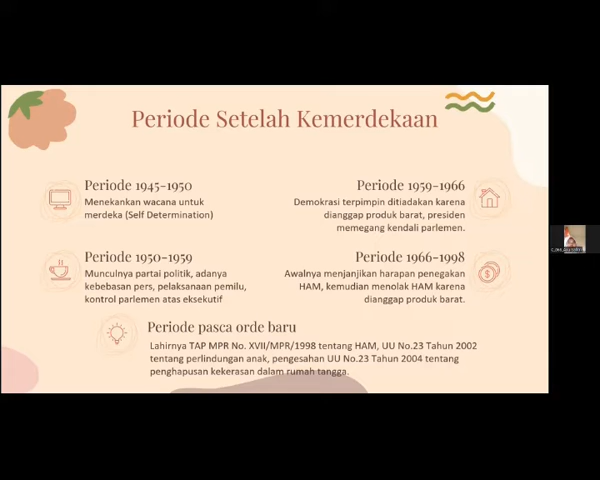 Periode Setelah Kemerdekaan
Periode 1945-1950
Menekankan wacana untuk
merdeka (Self Determination)
Periode 1959-1966
Demokrasi terpimpin ditiadakan karena
dianggap produk barat, presiden
memegang kendali parlemen.
Periode 1950-1959
Munculnya partai politik, adanya
kebebasan pers, pelaksanaan pemilu,
kontrol parlemen atas eksekutif
Periode 1966-1998
Awalnya menjanjikan harapan penegakan
HAM, kemudian menolak HAM karena
dianggap produk barat.
Periode pasca orde baru
Lahirnya TAP MPR No. XVII/MPR/1998 tentang HAM, UU No.23 Tahun 2002
tentang perlindungan anak, pengesahan UU No.23 Tahun 2004 tentang
penghapusan kekerasan dalam rumah tangga.